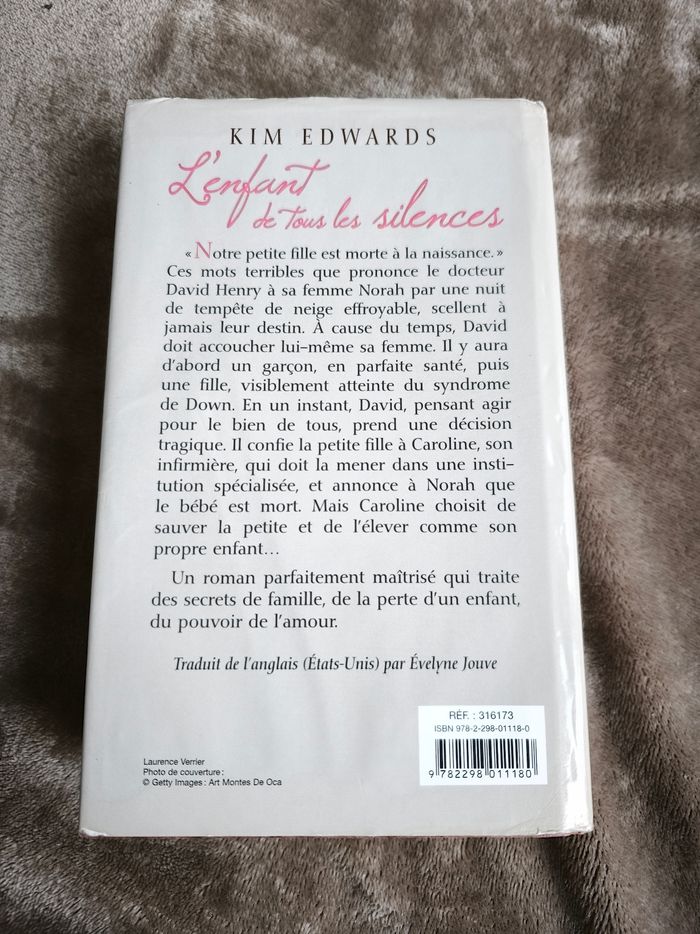 KIM EDWARDS
L'enfant
de tous les silences
« Notre petite fille est morte à la naissance. »
Ces mots terribles que prononce le docteur
David Henry à sa femme Norah par une nuit
de tempête de neige effroyable, scellent à
jamais leur destin. À cause du temps, David
doit accoucher lui-même sa femme. Il y aura
d'abord un garçon, en parfaite santé, puis
une fille, visiblement atteinte du syndrome
de Down. En un instant, David, pensant agir
pour le bien de tous, prend une décision
tragique. Il confie la petite fille à Caroline, son
infirmière, qui doit la mener dans une insti-
tution spécialisée, et annonce à Norah que
le bébé est mort. Mais Caroline choisit de
sauver la petite et de l'élever comme son
propre enfant…
Un roman parfaitement maîtrisé qui traite
des secrets de famille, de la perte d'un enfant,
du pouvoir de l'amour.
Traduit de l'anglais (États-Unis) par Évelyne Jouve
RÉF. : 316173
ISBN 978-2-298-01118-0
9 782298 011180
Laurence Verrier
Photo de couverture :
© Getty Images : Art Montes De Oca